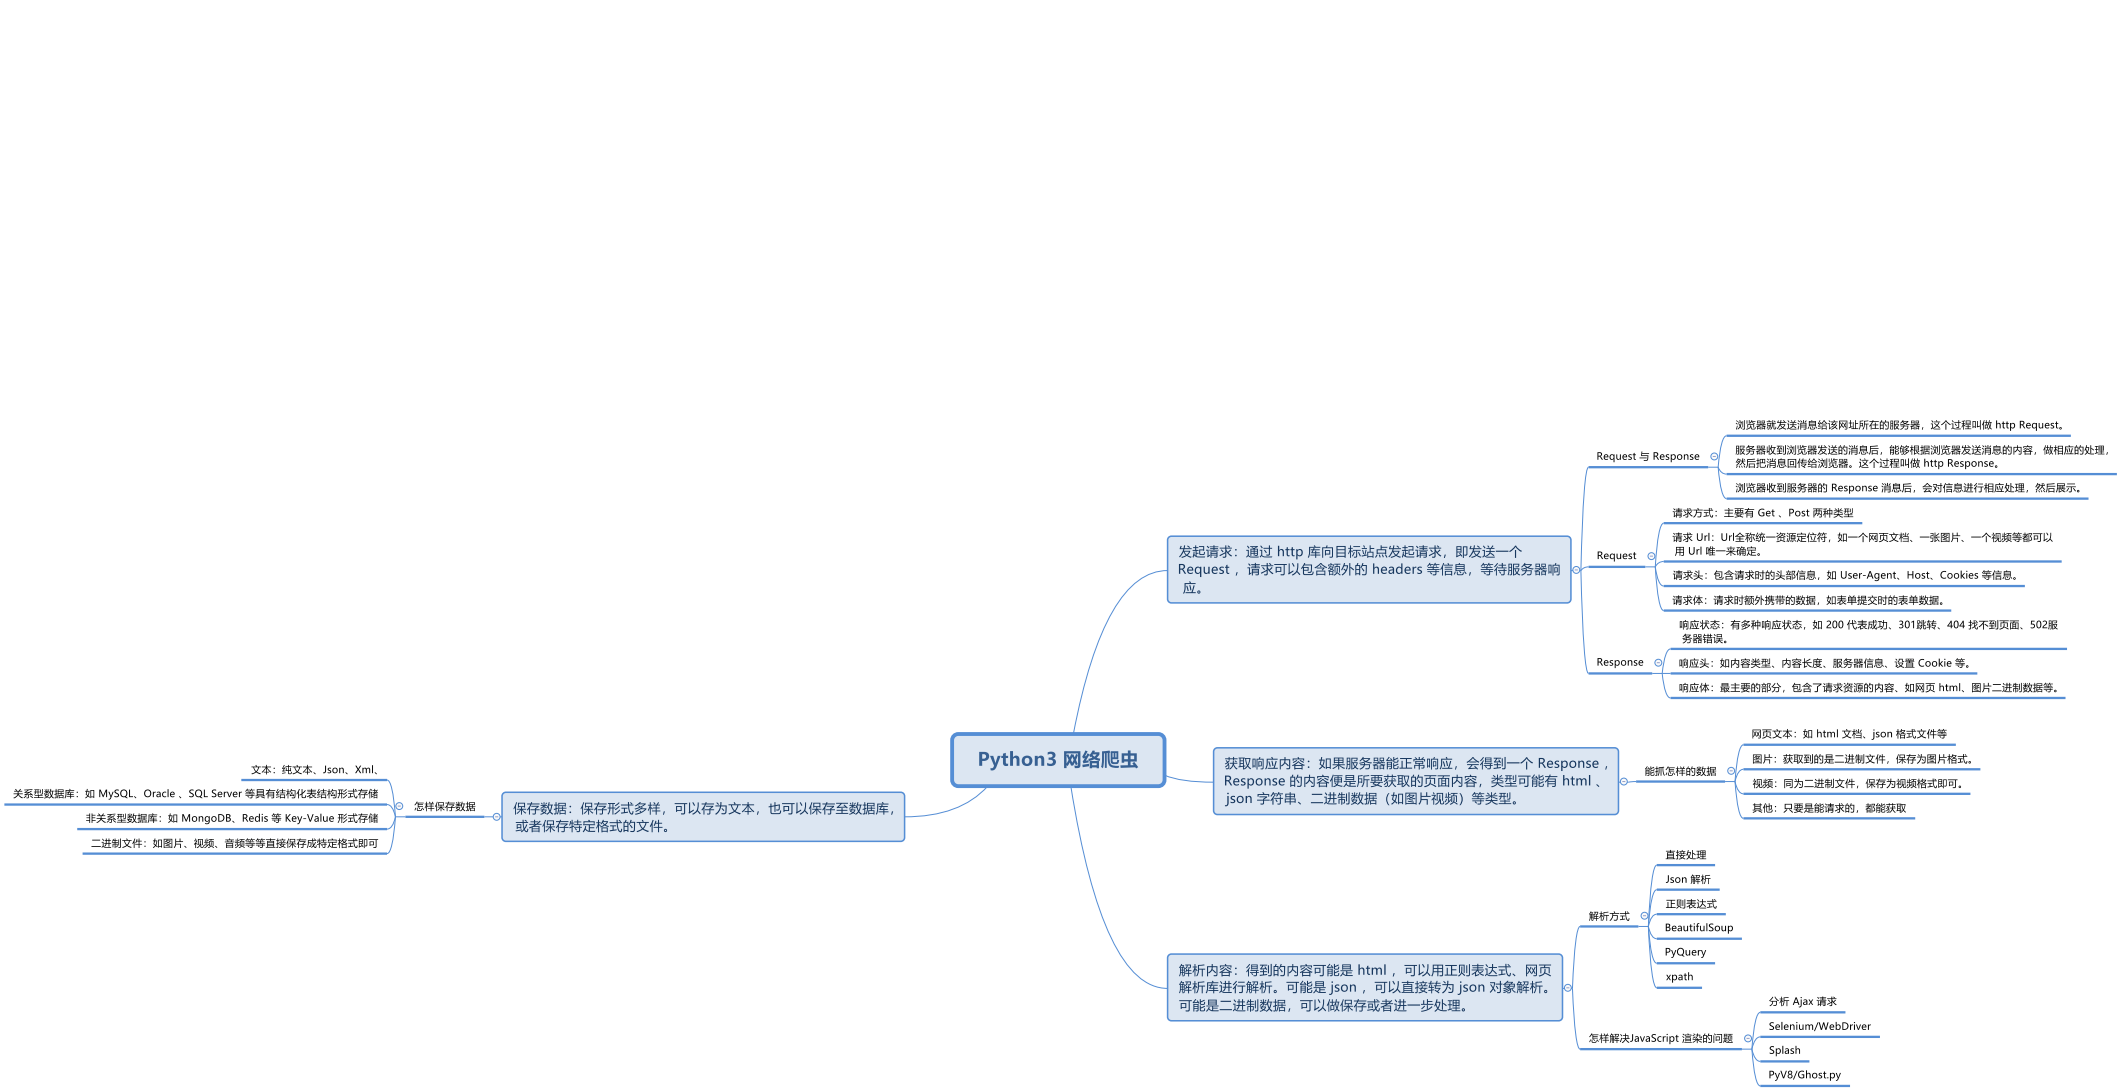 Python3 网络爬虫
发起请求：通过 http 库向目标站点发起请求，即发送一个
Request ，请求可以包含额外的 headers 等信息，等待服务器响
应。
Request 与 Response
浏览器就发送消息给该网址所在的服务器，这个过程叫做 http Request。
服务器收到浏览器发送的消息后，能够根据浏览器发送消息的内容，做相应的处理，
然后把消息回传给浏览器。这个过程叫做 http Response。
浏览器收到服务器的 Response 消息后，会对信息进行相应处理，然后展示。
Request
请求方式：主要有 Get 、Post 两种类型
请求 Url：Url全称统一资源定位符，如一个网页文档、一张图片、一个视频等都可以
用 Url 唯一来确定。
请求头：包含请求时的头部信息，如 User-Agent、Host、Cookies 等信息。
请求体：请求时额外携带的数据，如表单提交时的表单数据。
Response
响应状态：有多种响应状态，如 200 代表成功、301跳转、404 找不到页面、502服
务器错误。
响应头：如内容类型、内容长度、服务器信息、设置 Cookie 等。
响应体：最主要的部分，包含了请求资源的内容、如网页 html、图片二进制数据等。
获取响应内容：如果服务器能正常响应，会得到一个 Response ，
Response 的内容便是所要获取的页面内容，类型可能有 html 、
json 字符串、二进制数据（如图片视频）等类型。
能抓怎样的数据
网页文本：如 html 文档、json 格式文件等
图片：获取到的是二进制文件，保存为图片格式。
视频：同为二进制文件，保存为视频格式即可。
其他：只要是能请求的，都能获取
解析内容：得到的内容可能是 html ，可以用正则表达式、网页
解析库进行解析。可能是 json ，可以直接转为 json 对象解析。
可能是二进制数据，可以做保存或者进一步处理。
解析方式
直接处理
Json 解析
正则表达式
BeautifulSoup
PyQuery
xpath
怎样解决JavaScript 渲染的问题
分析 Ajax 请求
Selenium/WebDriver
Splash
PyV8/Ghost.py
保存数据：保存形式多样，可以存为文本，也可以保存至数据库，
或者保存特定格式的文件。
怎样保存数据
文本：纯文本、Json、Xml、
关系型数据库：如 MySQL、Oracle 、SQL Server 等具有结构化表结构形式存储
非关系型数据库：如 MongoDB、Redis 等 Key-Value 形式存储
二进制文件：如图片、视频、音频等等直接保存成特定格式即可